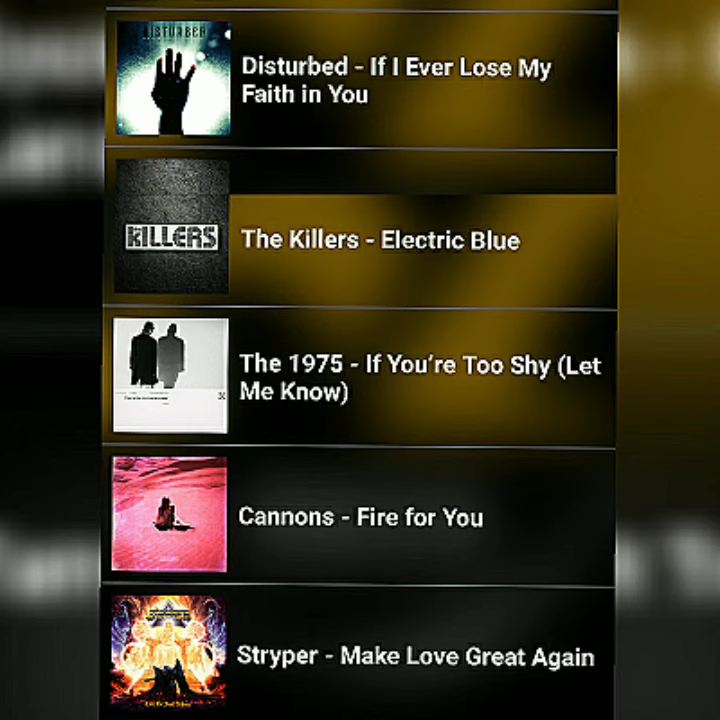 DISTURBED
Disturbed - If I Ever Lose My
Faith in You
KILLERS
The Killers - Electric Blue
The 1975 - If You're Too Shy (Let
Me Know)
Cannons - Fire for You
Stryper - Make Love Great Again